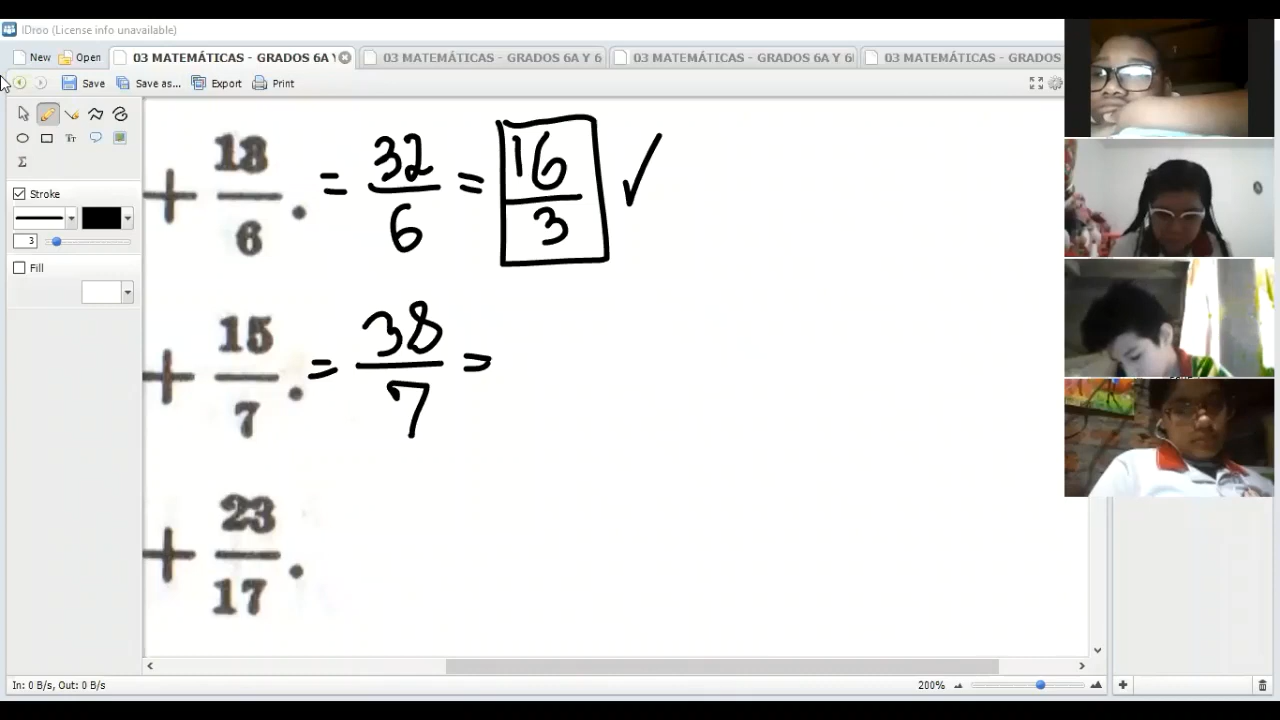 IDroo (License info unavailable)
New Open 03 MATEMÁTICAS - GRADOS 6A Y 03 MATEMÁTICAS - GRADOS 6A Y 6 03 MATEMÁTICAS - GRADOS 6A Y 6 03 MATEMÁTICAS - GRADOS
Save Save as... Export Print
Tr
Σ
Stroke
3
Fill
+ 18/6. = 32/6 = 16/3 ✓
+ 15/7. = 38/7 =
+ 23/17.
In: 0 B/s, Out: 0 B/s 200%